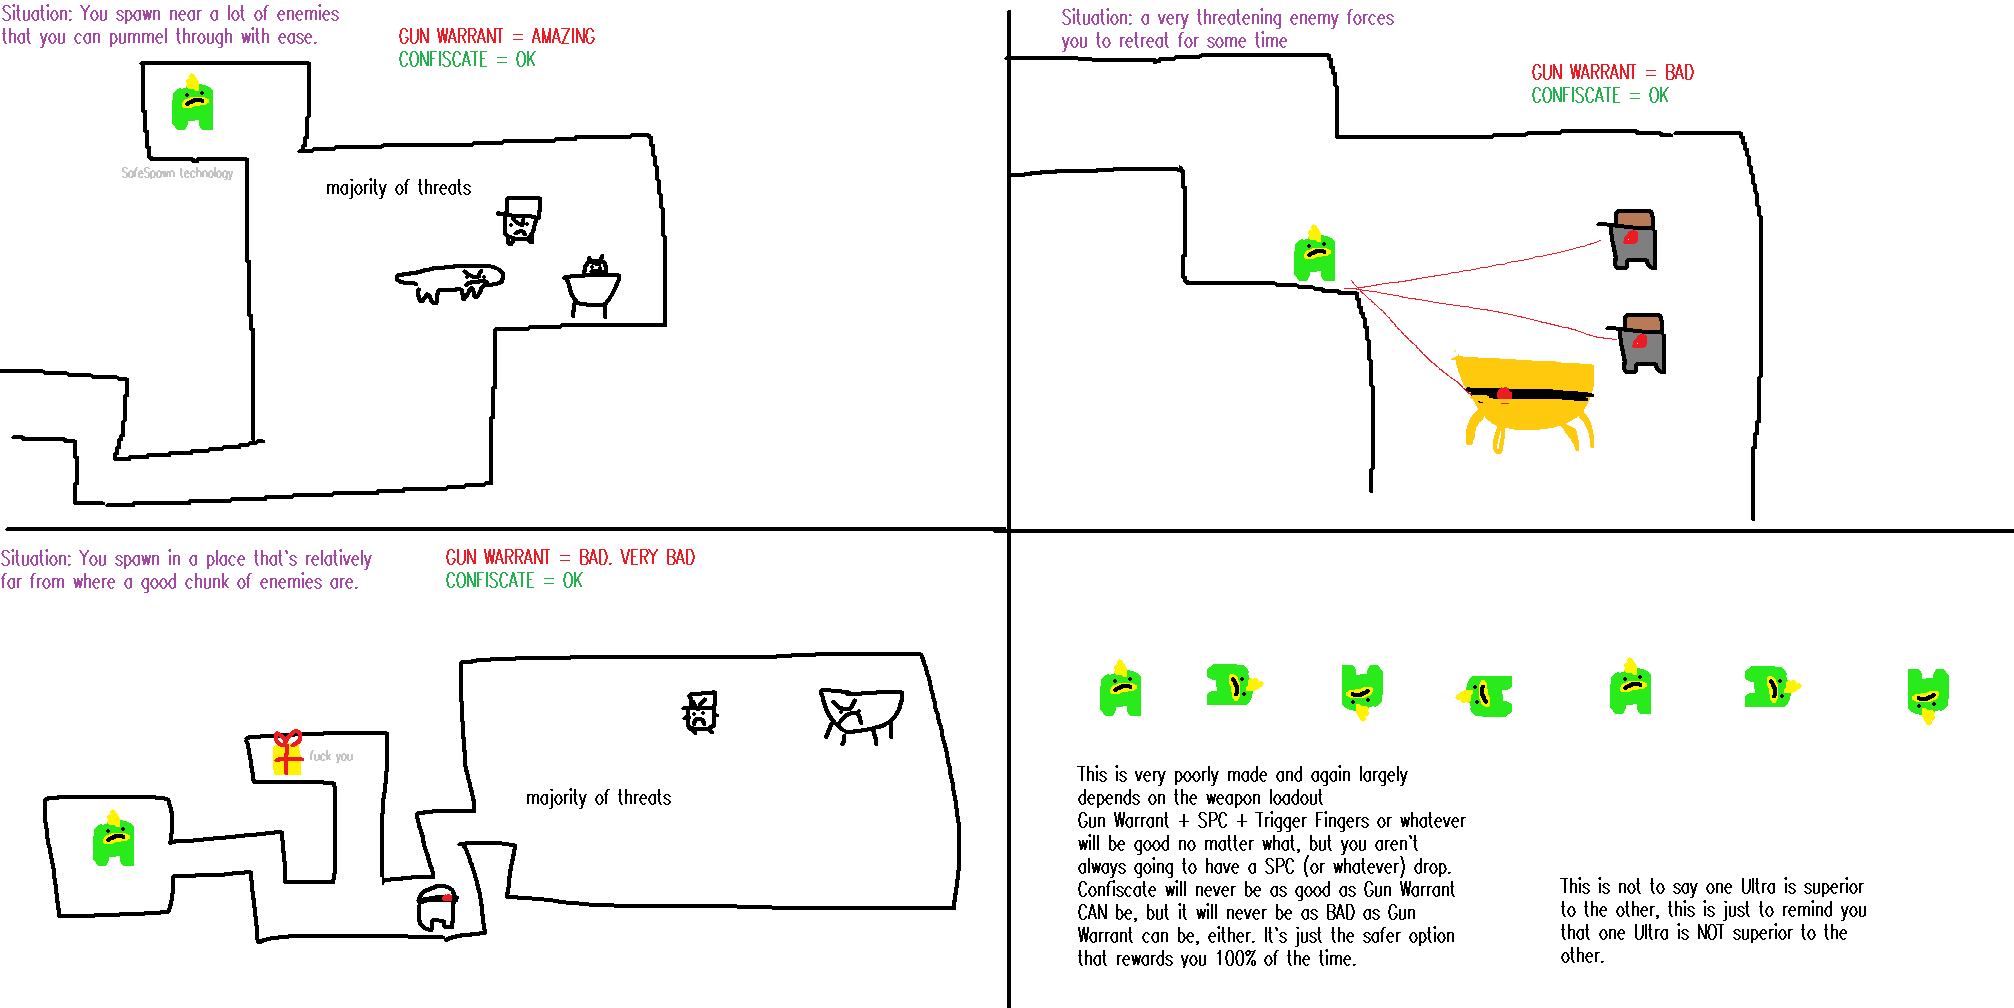 Situation: You spawn near a lot of enemies
that you can pummel through with ease.
GUN WARRANT = AMAZING
CONFISCATE = OK
SafeSpawn technology
majority of threats
Situation: a very threatening enemy forces
you to retreat for some time
GUN WARRANT = BAD
CONFISCATE = OK
Situation: You spawn in a place that's relatively
far from where a good chunk of enemies are.
GUN WARRANT = BAD. VERY BAD
CONFISCATE = OK
fuck you
majority of threats
This is very poorly made and again largely
depends on the weapon loadout
Gun Warrant + SPC + Trigger Fingers or whatever
will be good no matter what, but you aren't
always going to have a SPC (or whatever) drop.
Confiscate will never be as good as Gun Warrant
CAN be, but it will never be as BAD as Gun
Warrant can be, either. It's just the safer option
that rewards you 100% of the time.
This is not to say one Ultra is superior
to the other, this is just to remind you
that one Ultra is NOT superior to the
other.